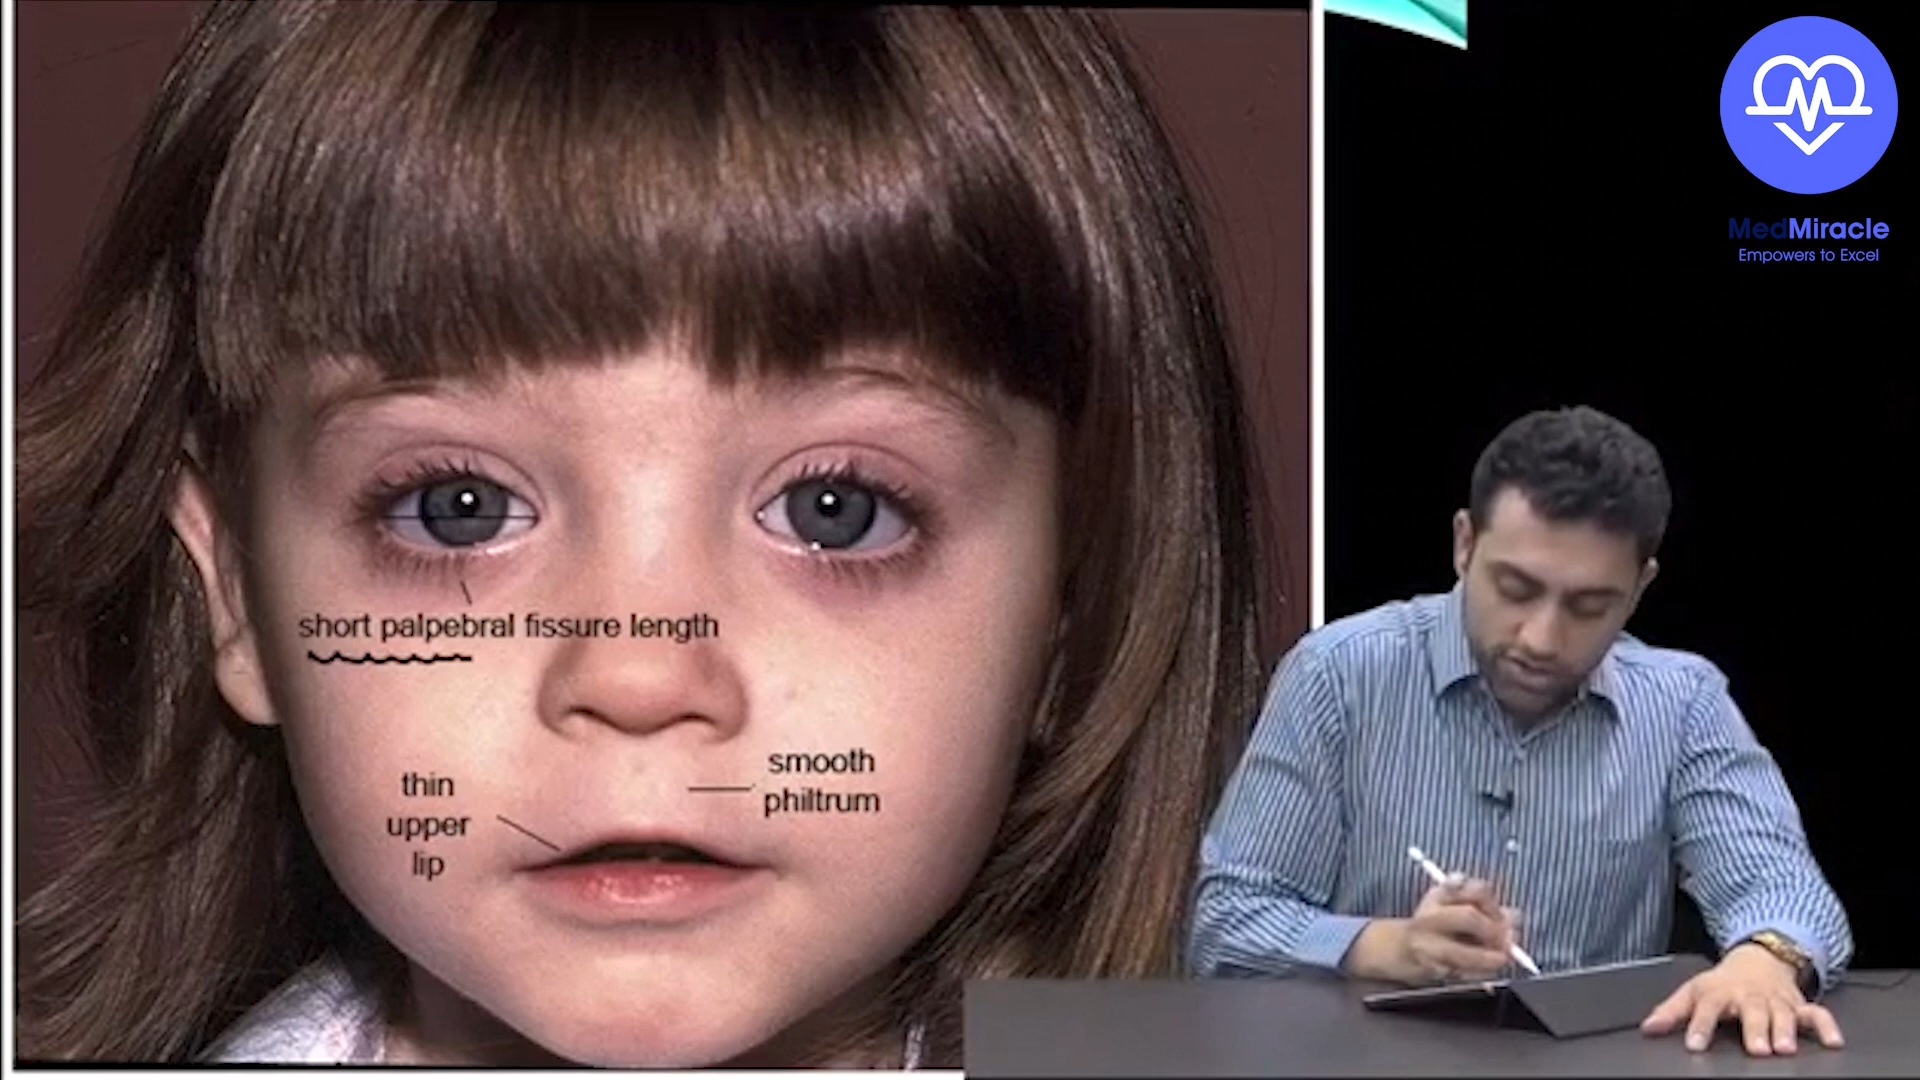 MedMiracle
Empowers to Excel
short palpebral fissure length
smooth
philtrum
thin
upper
lip